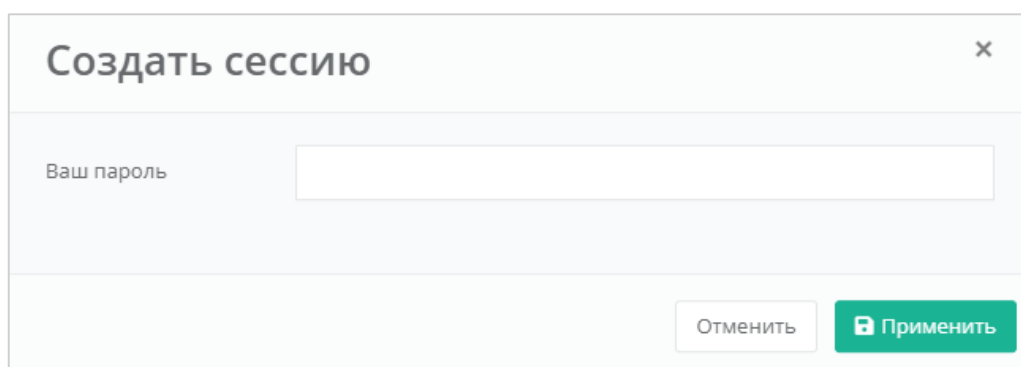 Создать сессию
×
Ваш пароль
Отменить
Применить